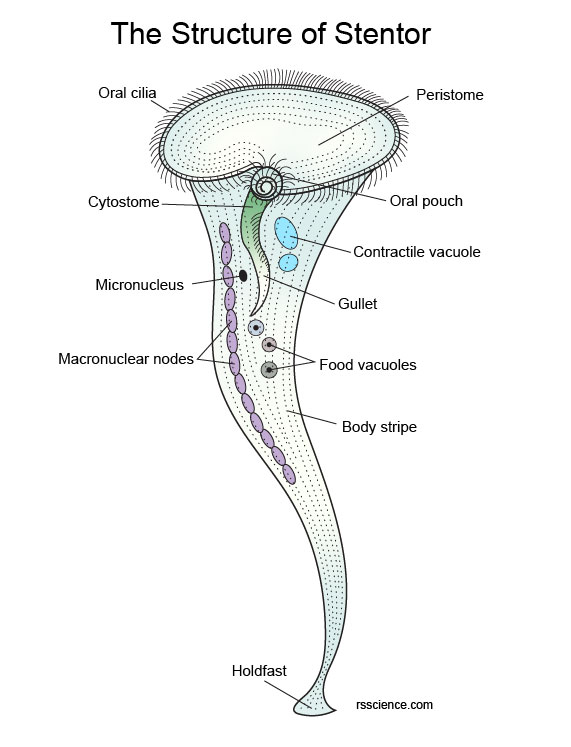 The Structure of Stentor
Oral cilia
Peristome
Cytostome
Oral pouch
Contractile vacuole
Micronucleus
Gullet
Macronuclear nodes
Food vacuoles
Body stripe
Holdfast
rsscience.com